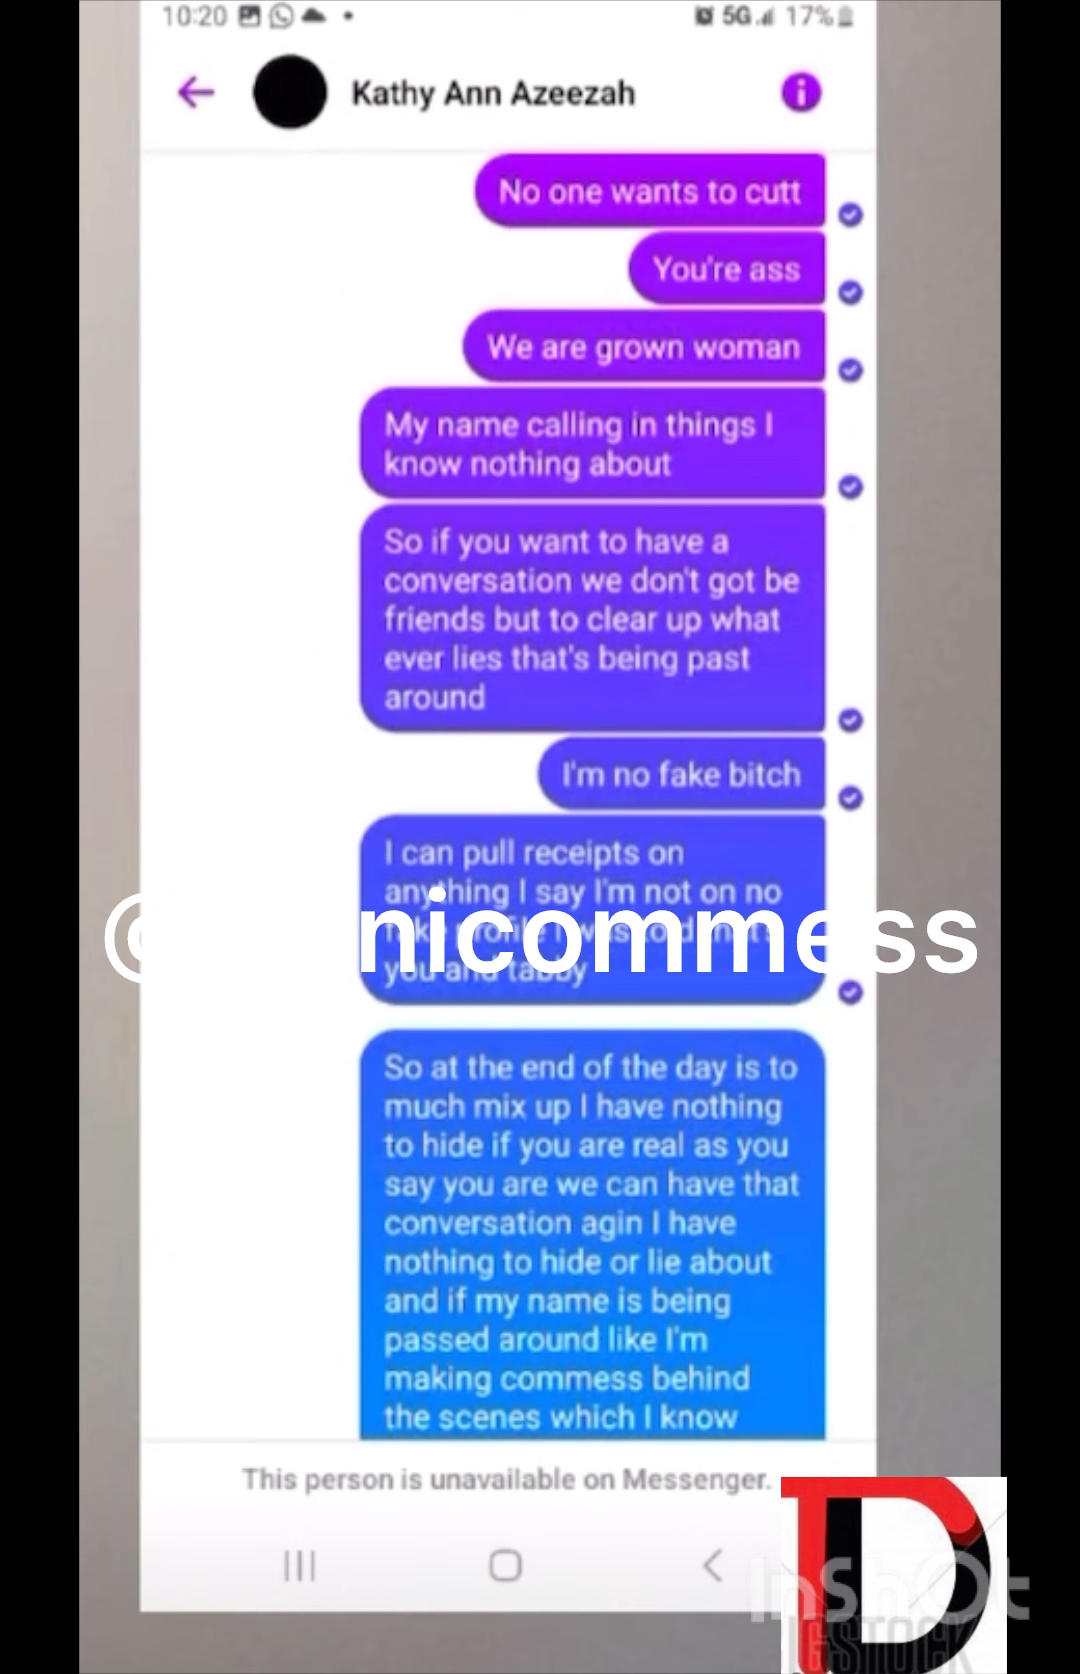 10:20
5G
17%
Kathy Ann Azeezah
No one wants to cutt
You're ass
We are grown woman
My name calling in things I
know nothing about
So if you want to have a
conversation we don't got be
friends but to clear up what
ever lies that's being past
around
I'm no fake bitch
I can pull receipts on
anything I say I'm not on no
you and tabby
nicommess
So at the end of the day is to
much mix up I have nothing
to hide if you are real as you
say you are we can have that
conversation agin I have
nothing to hide or lie about
and if my name is being
passed around like I'm
making commess behind
the scenes which I know
This person is unavailable on Messenger.
InShOt